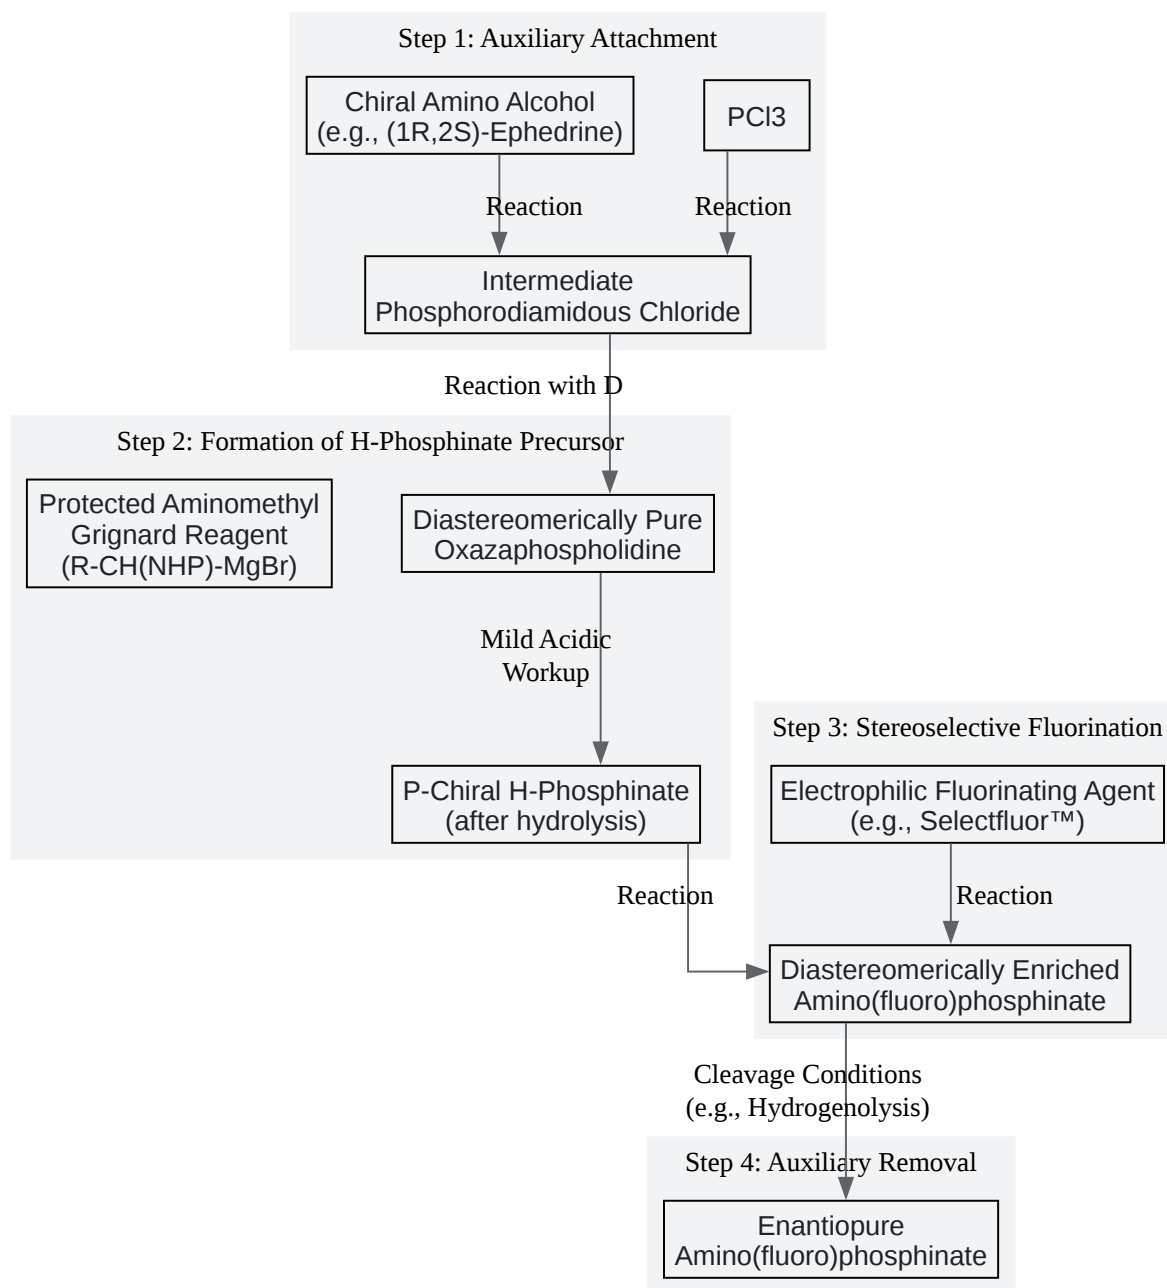 Step 1: Auxiliary Attachment
Chiral Amino Alcohol
(e.g., (1R,2S)-Ephedrine)
PCl3
Reaction
Reaction
Intermediate
Phosphorodiamidous Chloride
Reaction with D
Step 2: Formation of H-Phosphinate Precursor
Protected Aminomethyl
Grignard Reagent
(R-CH(NHP)-MgBr)
Diastereomerically Pure
Oxazaphospholidine
Mild Acidic
Workup
P-Chiral H-Phosphinate
(after hydrolysis)
Step 3: Stereoselective Fluorination
Electrophilic Fluorinating Agent
(e.g., Selectfluor™)
Reaction
Reaction
Diastereomerically Enriched
Amino(fluoro)phosphinate
Cleavage Conditions
(e.g., Hydrogenolysis)
Step 4: Auxiliary Removal
Enantiopure
Amino(fluoro)phosphinate